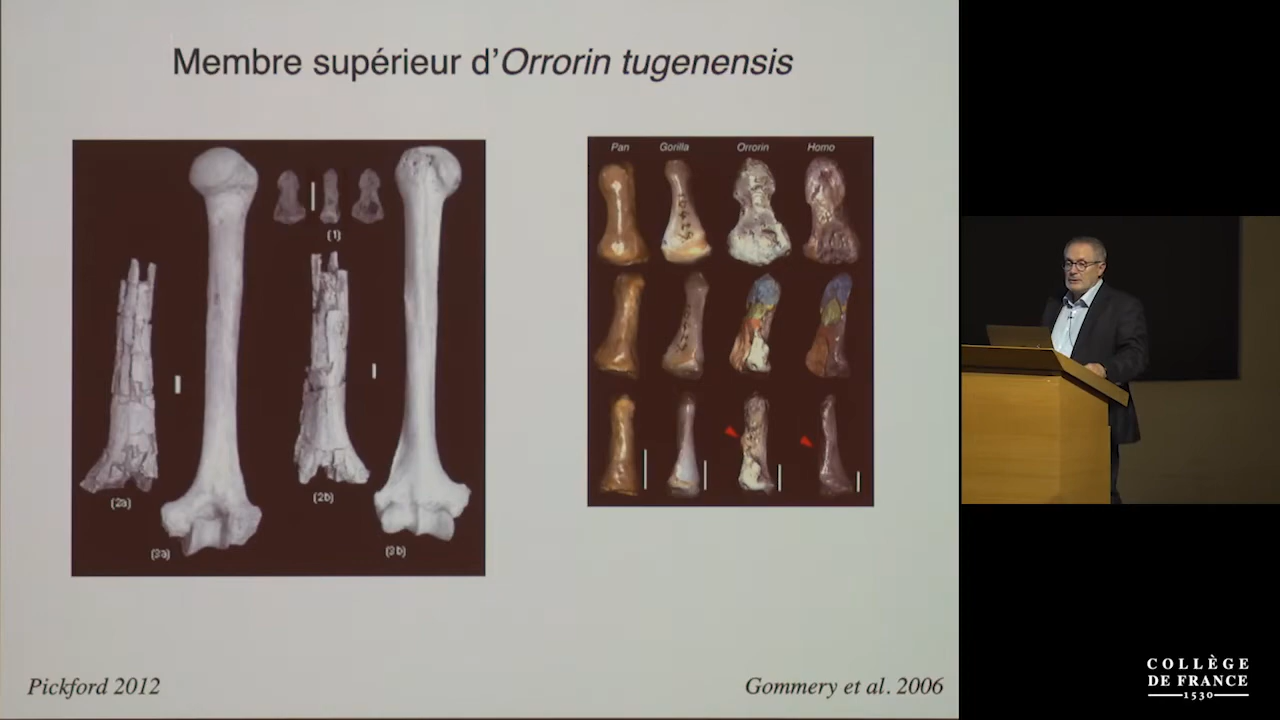 Membre supérieur d'Orrorin tugenensis
(1)
(2a)
(3a)
(2b)
(3b)
Pan Gorilla Orrorin Homo
Pickford 2012
Gommery et al. 2006
COLLÈGE
DE FRANCE
1530